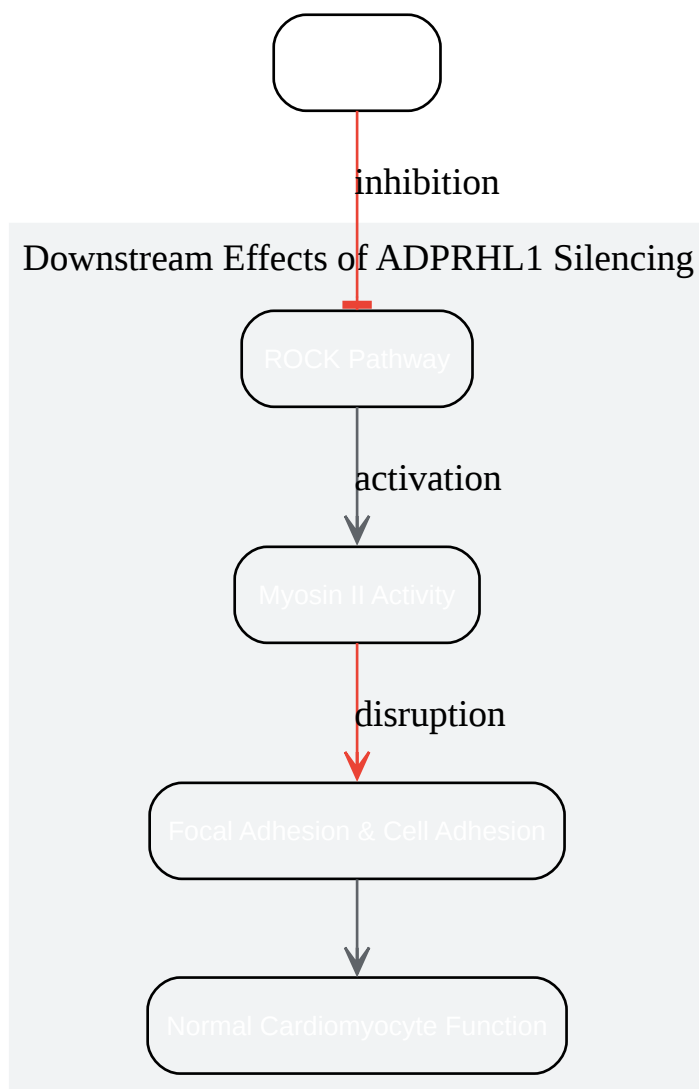 inhibition
Downstream Effects of ADPRHL1 Silencing
ROCK Pathway
activation
Myosin II Activity
disruption
Focal Adhesion & Cell Adhesion
Normal Cardiomyocyte Function